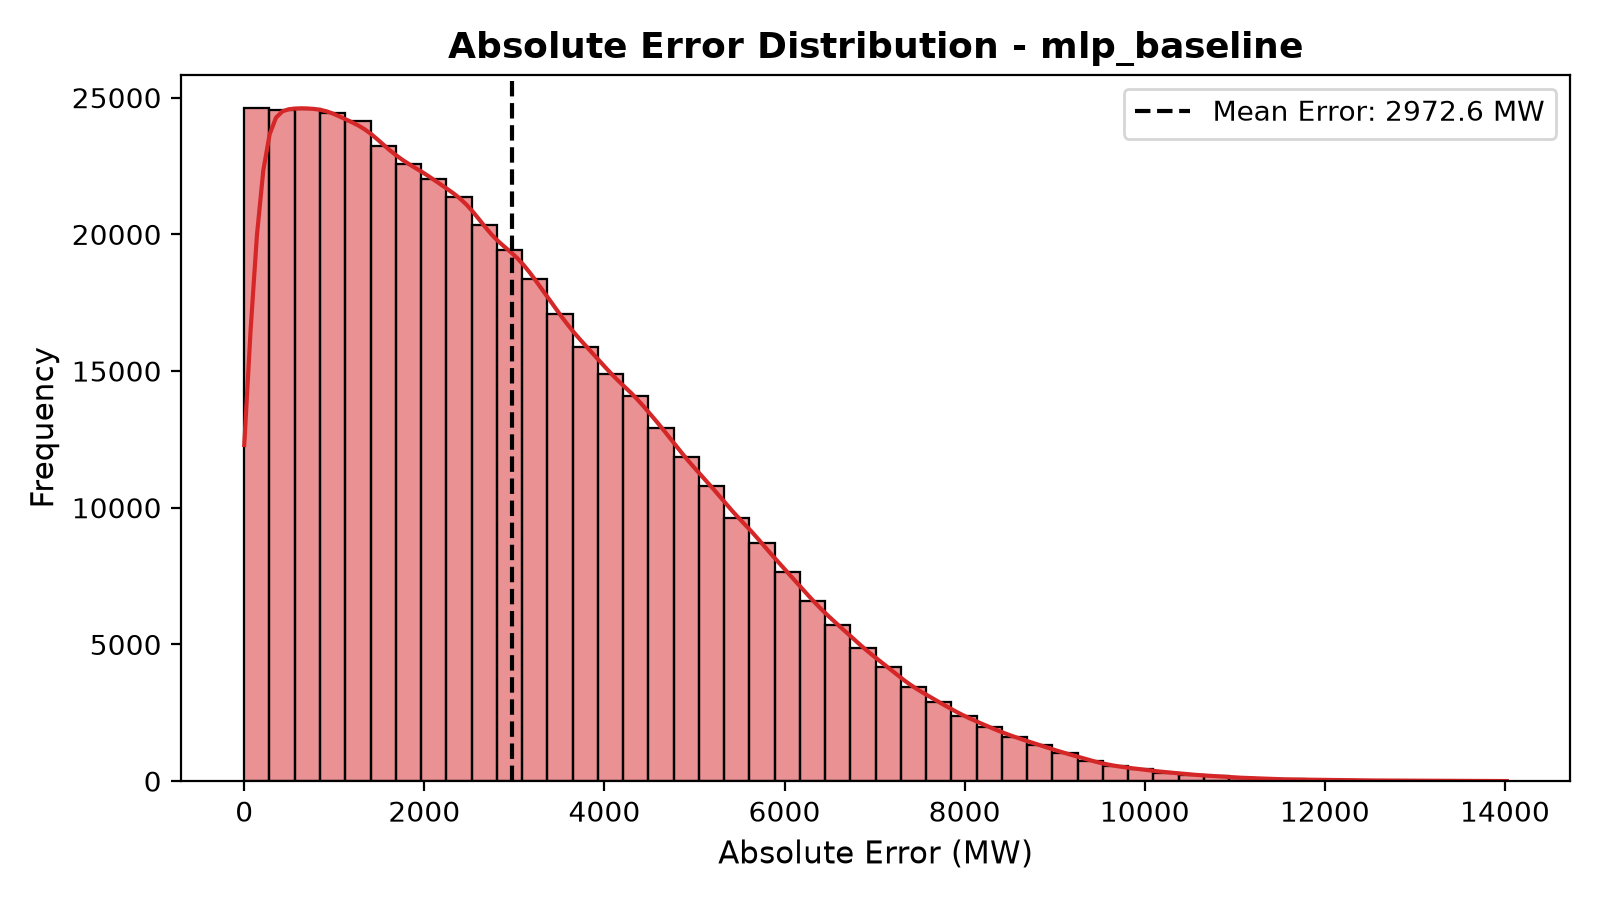 Absolute Error Distribution - mlp_baseline
Mean Error: 2972.6 MW
Frequency
25000
20000
15000
10000
5000
0
0 2000 4000 6000 8000 10000 12000 14000
Absolute Error (MW)